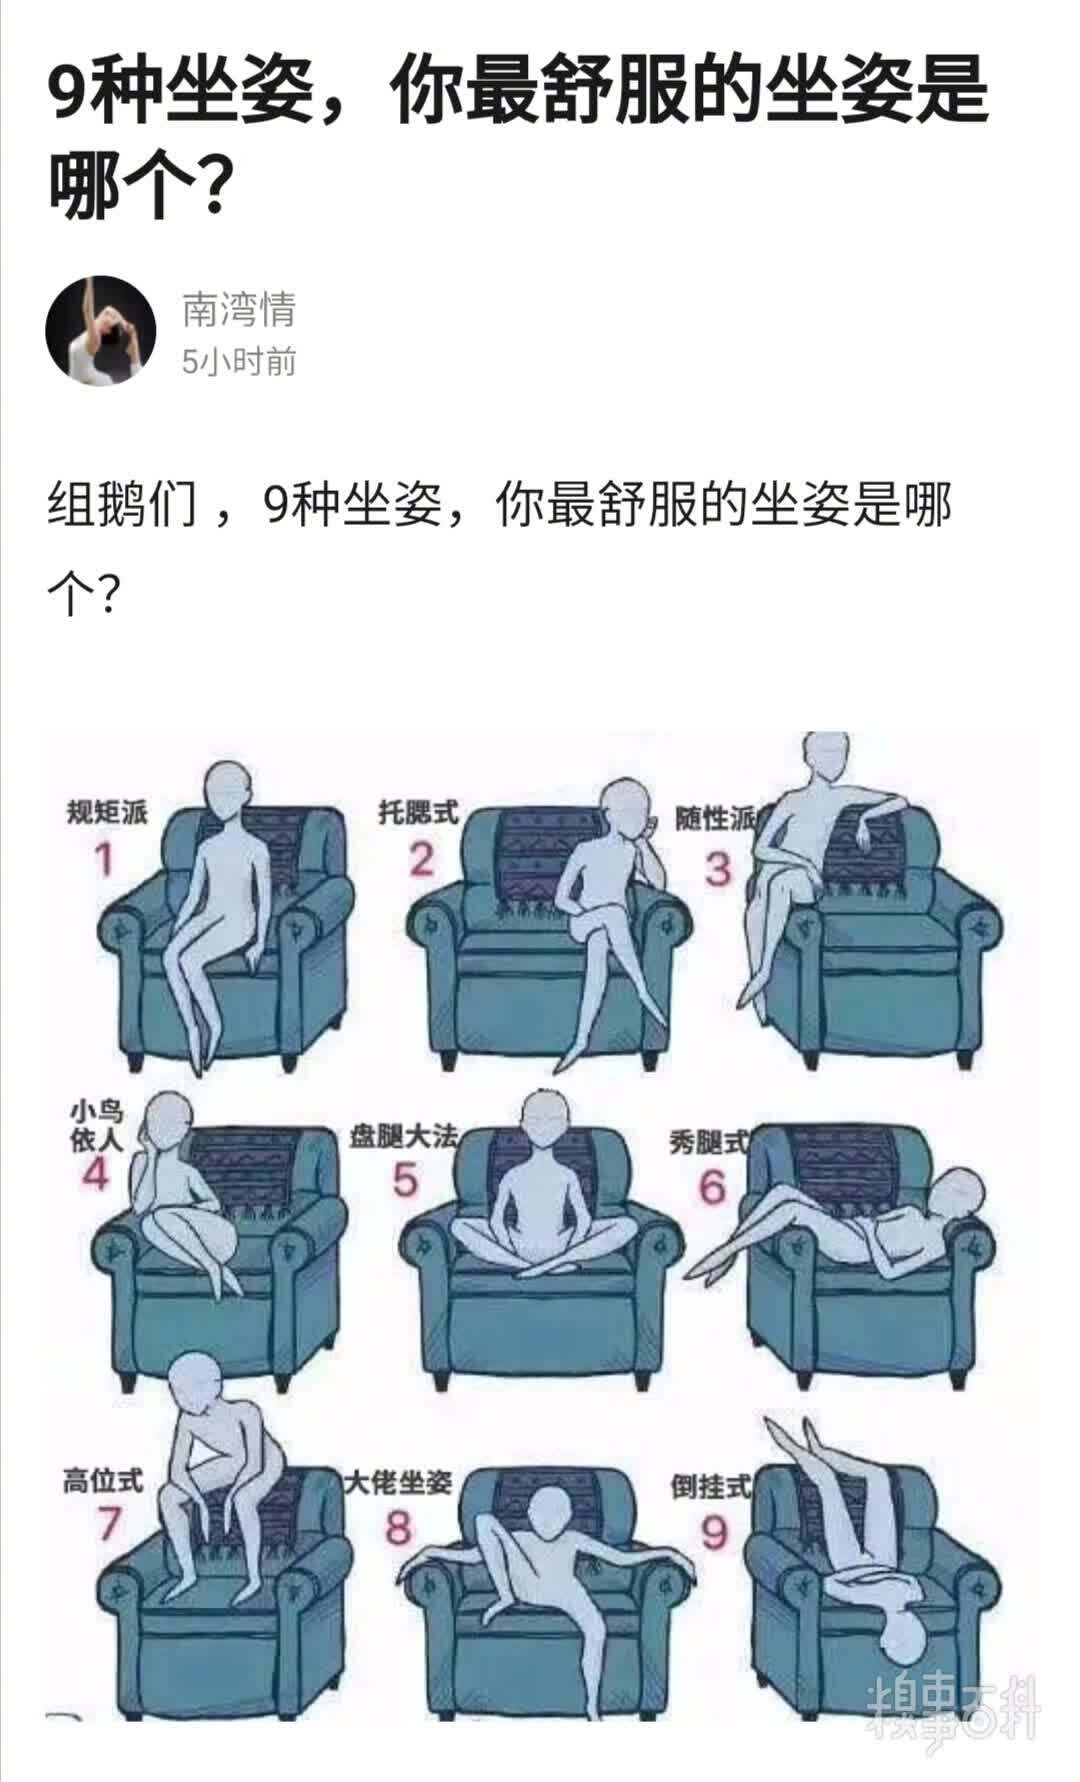 9种坐姿，你最舒服的坐姿是
哪个？
南湾情
5小时前
组鹅们 ，9种坐姿，你最舒服的坐姿是哪
个？
规矩派
1
托腮式
2
随性派
3
小鸟
依人
4
盘腿大法
5
秀腿式
6
高位式
7
大佬坐姿
8
倒挂式
9
糗事百科